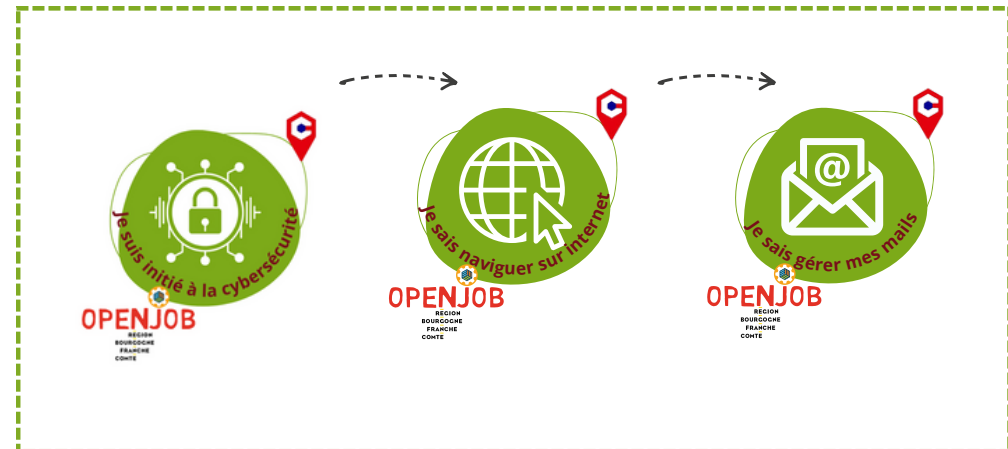 Je suis initié à la cybersécurité
OPENJOB
REGION
BOURGOGNE
FRANCHE
COMTE
Je sais naviguer sur internet
OPENJOB
REGION
BOURGOGNE
FRANCHE
COMTE
@
Je sais gérer mes mails
OPENJOB
REGION
BOURGOGNE
FRANCHE
COMTE